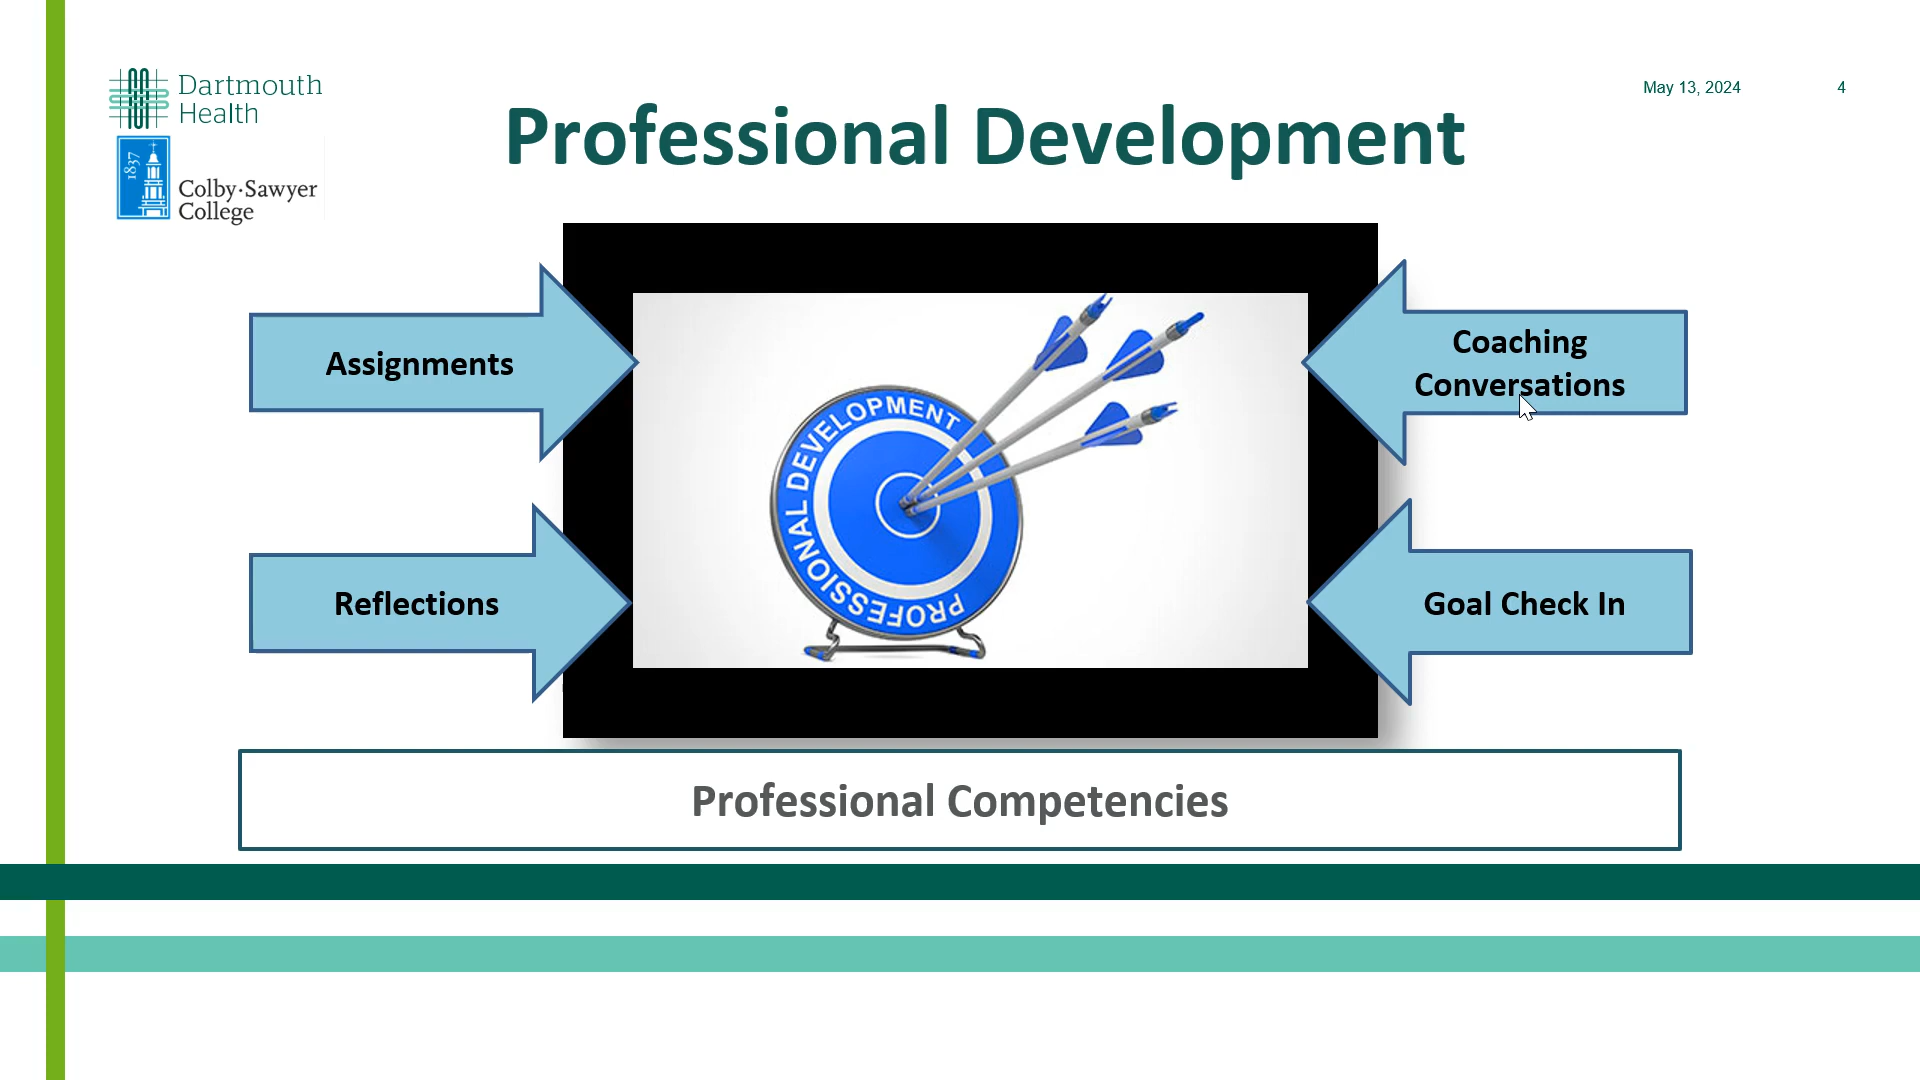 Dartmouth
Health
1837
Colby·Sawyer
College
May 13, 2024
4
Professional Development
Assignments
Coaching
Conversations
PROFESSIONAL DEVELOPMENT
Reflections
Goal Check In
Professional Competencies